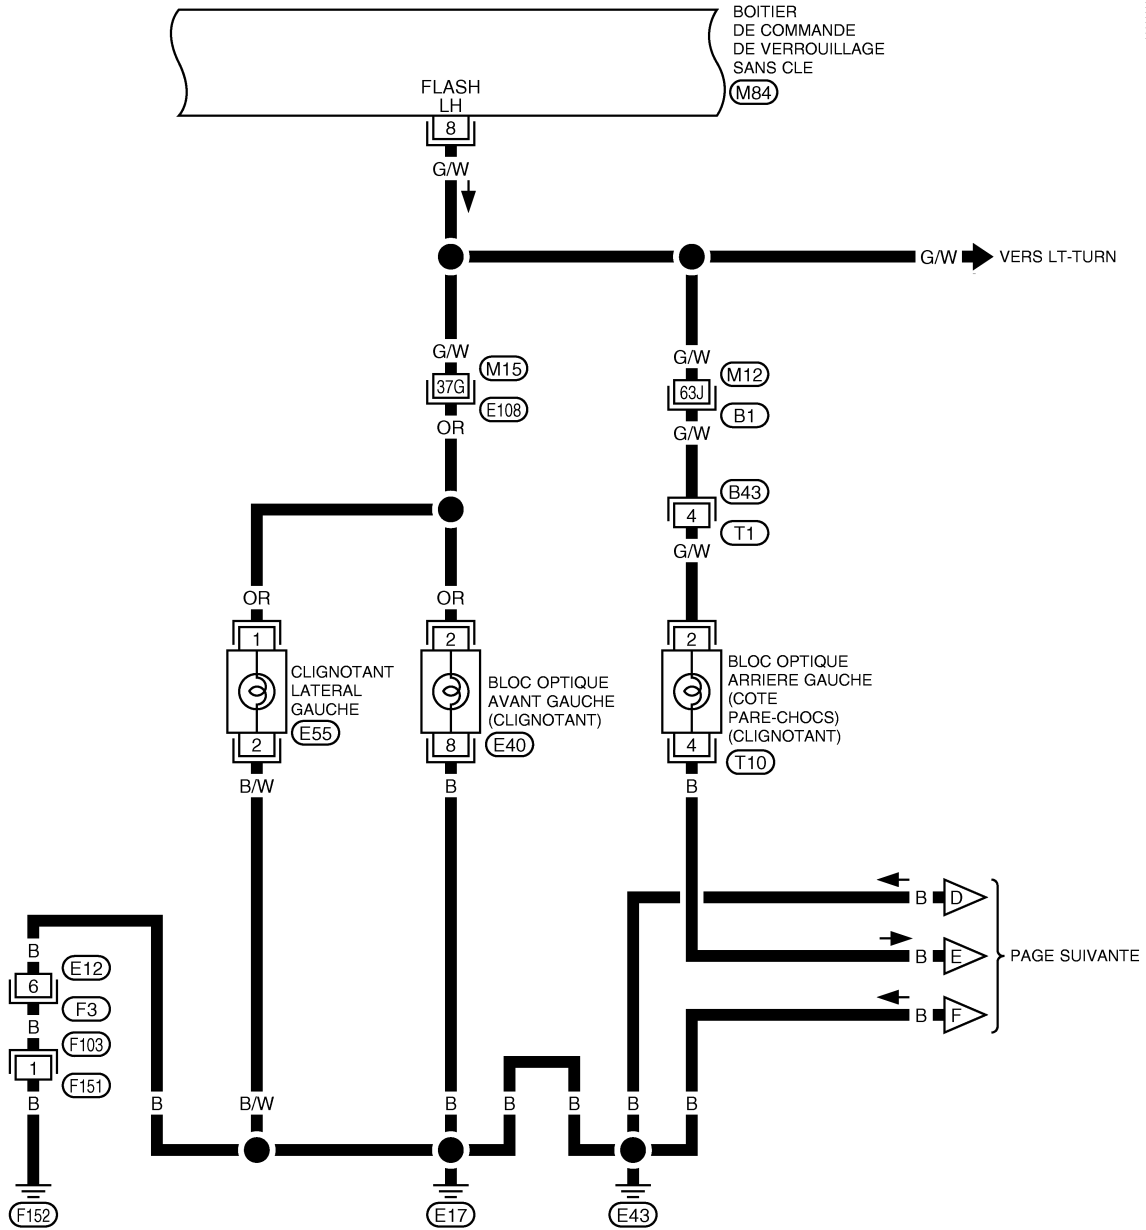 BOITIER
DE COMMANDE
DE VERROUILLAGE
SANS CLE
M84
FLASH
LH
8
G/W
G/W
VERS LT-TURN
G/W
37G
M15
E108
OR
G/W
63J
M12
B1
G/W
B43
4
T1
G/W
OR
OR
1
2
2
CLIGNOTANT
LATERAL
GAUCHE
E55
BLOC OPTIQUE
AVANT GAUCHE
(CLIGNOTANT)
E40
BLOC OPTIQUE
ARRIERE GAUCHE
(COTE
PARE-CHOCS)
(CLIGNOTANT)
T10
2
8
4
B/W
B
B
B
D
B
E
PAGE SUIVANTE
B
F
B
6
E12
F3
B
F103
1
F151
B
B
B/W
B
B
B
B
B
F152
E17
E43